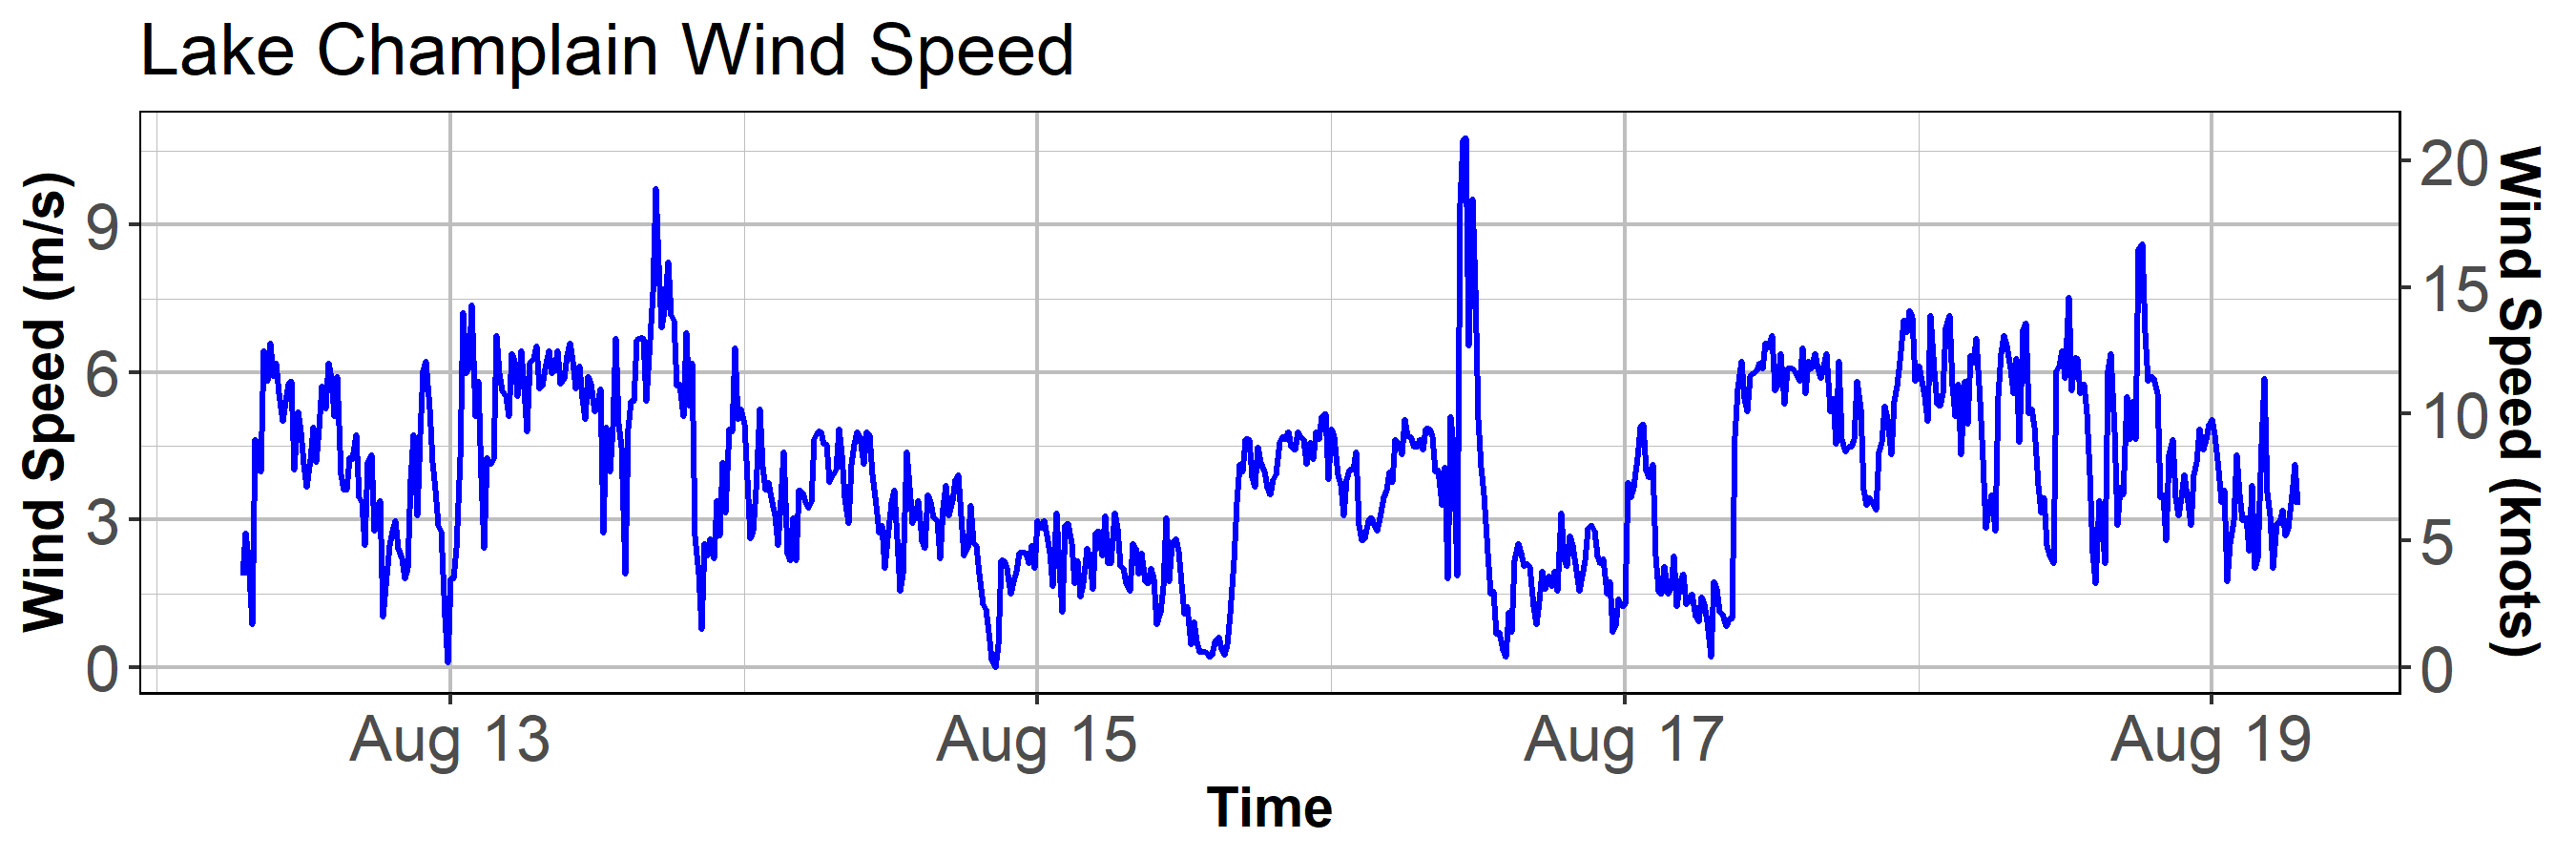 Lake Champlain Wind Speed
Wind Speed (m/s)
9
6
3
0
20
15
10
5
0
Wind Speed (knots)
Aug 13
Aug 15
Aug 17
Aug 19
Time